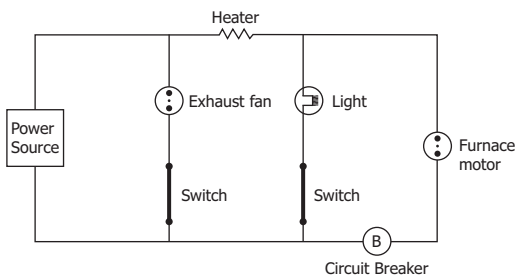 Heater
Exhaust fan
Light
Power
Source
Furnace
motor
Switch
Switch
B
Circuit Breaker